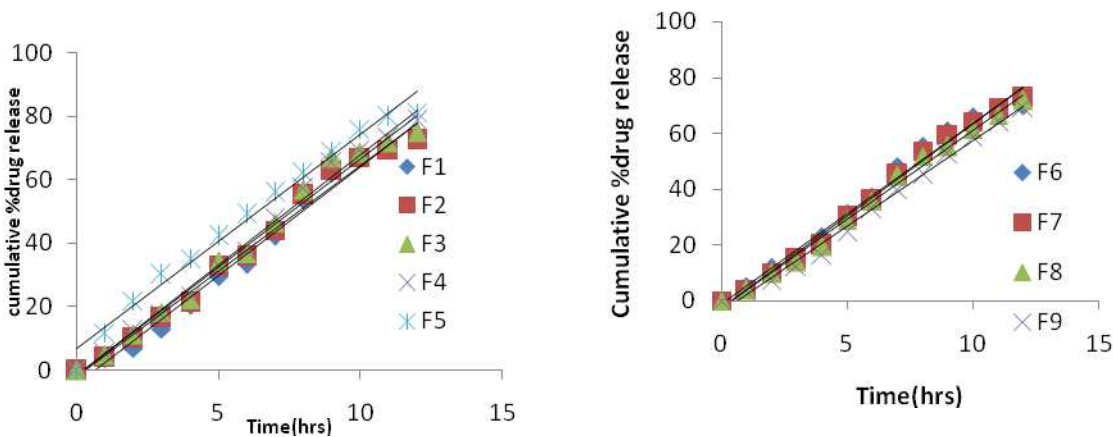 cumulative %drug release
100
80
60
40
20
0
0
5
10
15
Time(hrs)
F1
F2
F3
F4
F5
Cumulative %drug release
100
80
60
40
20
0
0
5
10
15
Time(hrs)
F6
F7
F8
F9